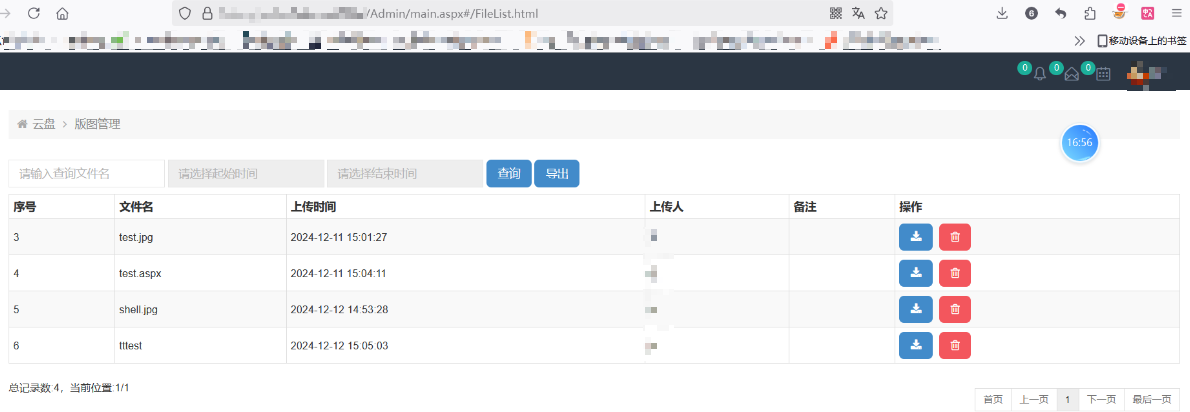 /Admin/main.aspx#/FileList.html
6
移动设备上的书签
0 0 0
云盘 > 版图管理
16:56
请输入查询文件名 请选择起始时间 请选择结束时间 查询 导出
序号 文件名 上传时间 上传人 备注 操作
3 test.jpg 2024-12-11 15:01:27
4 test.aspx 2024-12-11 15:04:11
5 shell.jpg 2024-12-12 14:53:28
6 tttest 2024-12-12 15:05:03
总记录数:4，当前位置:1/1
首页 上一页 1 下一页 最后一页